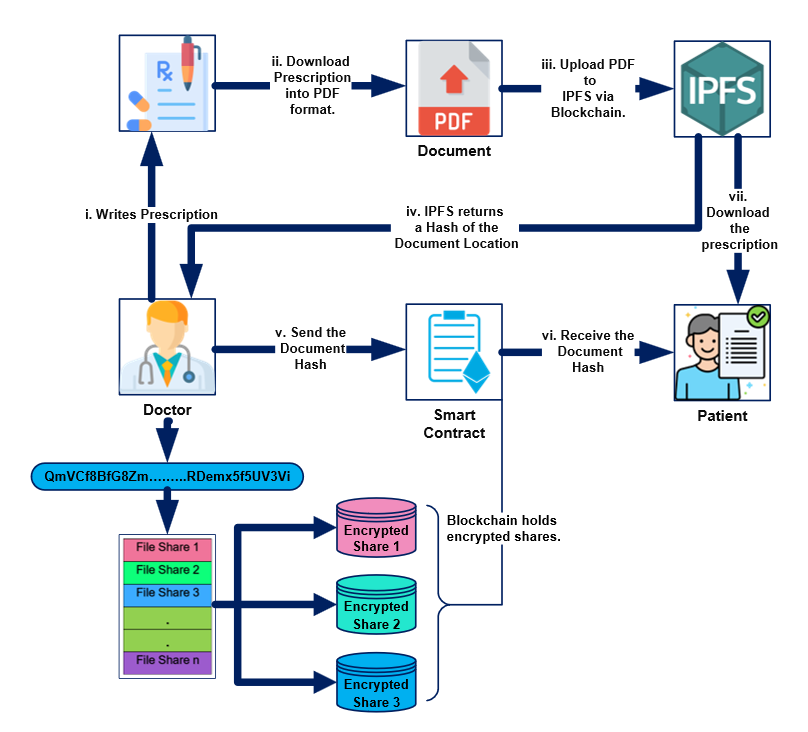 Rx
ii. Download
Prescription
into PDF
format.
PDF
Document
iii. Upload PDF
to
IPFS via
Blockchain.
IPFS
i. Writes Prescription
iv. IPFS returns
a Hash of the
Document Location
vii.
Download
the
prescription
Doctor
v. Send the
Document
Hash
Smart
Contract
vi. Receive the
Document
Hash
Patient
QmVCf8BfG8Zm.........RDemx5f5UV3Vi
File Share 1
File Share 2
File Share 3
.
.
File Share n
Encrypted
Share 1
Encrypted
Share 2
Encrypted
Share 3
Blockchain holds
encrypted shares.